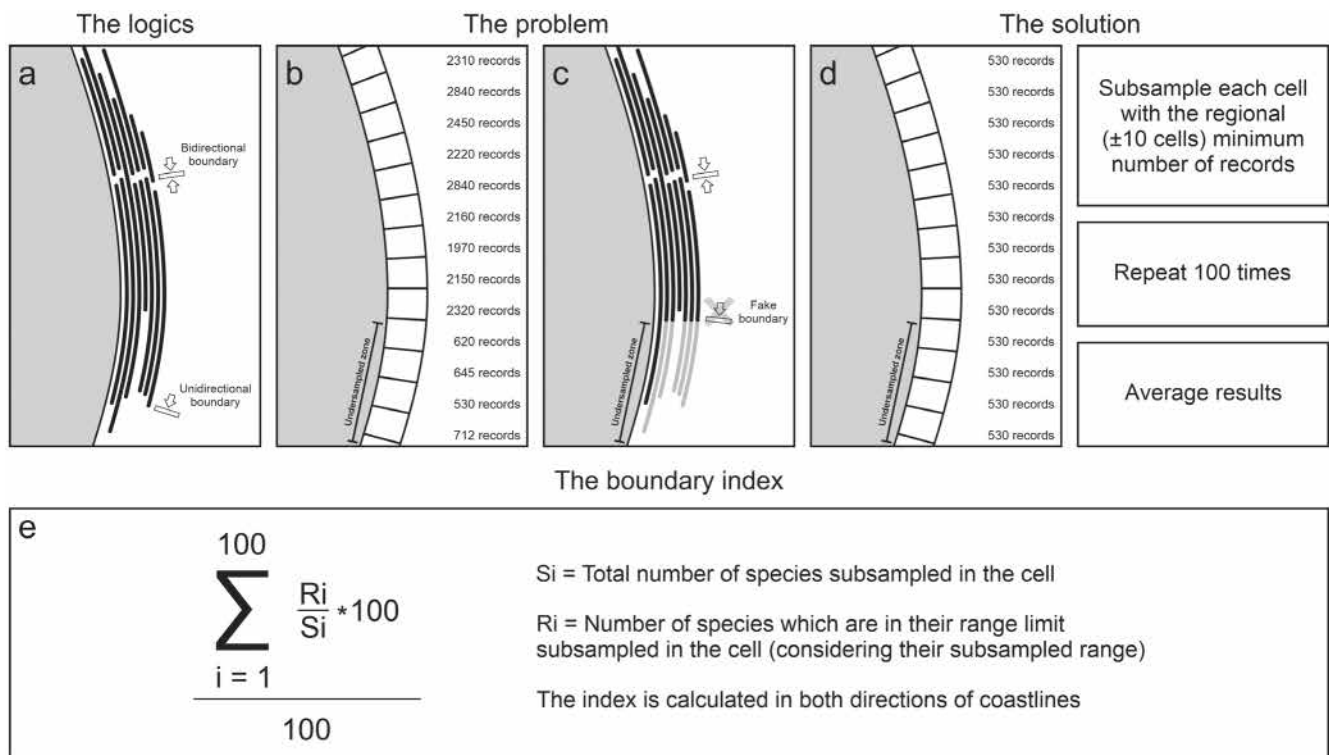 The logics
The problem
The solution
a
Bidirectional
boundary
Unidirectional
boundary
b
2310 records
2840 records
2450 records
2220 records
2840 records
2160 records
1970 records
2150 records
2320 records
620 records
645 records
530 records
712 records
Undersampled zone
c
Fake
boundary
Undersampled zone
d
530 records
530 records
530 records
530 records
530 records
530 records
530 records
530 records
530 records
530 records
530 records
530 records
530 records
Undersampled zone
Subsample each cell
with the regional
(±10 cells) minimum
number of records
Repeat 100 times
Average results
The boundary index
e
100
∑ Ri/Si *100
i = 1
100
Si = Total number of species subsampled in the cell
Ri = Number of species which are in their range limit
subsampled in the cell (considering their subsampled range)
The index is calculated in both directions of coastlines